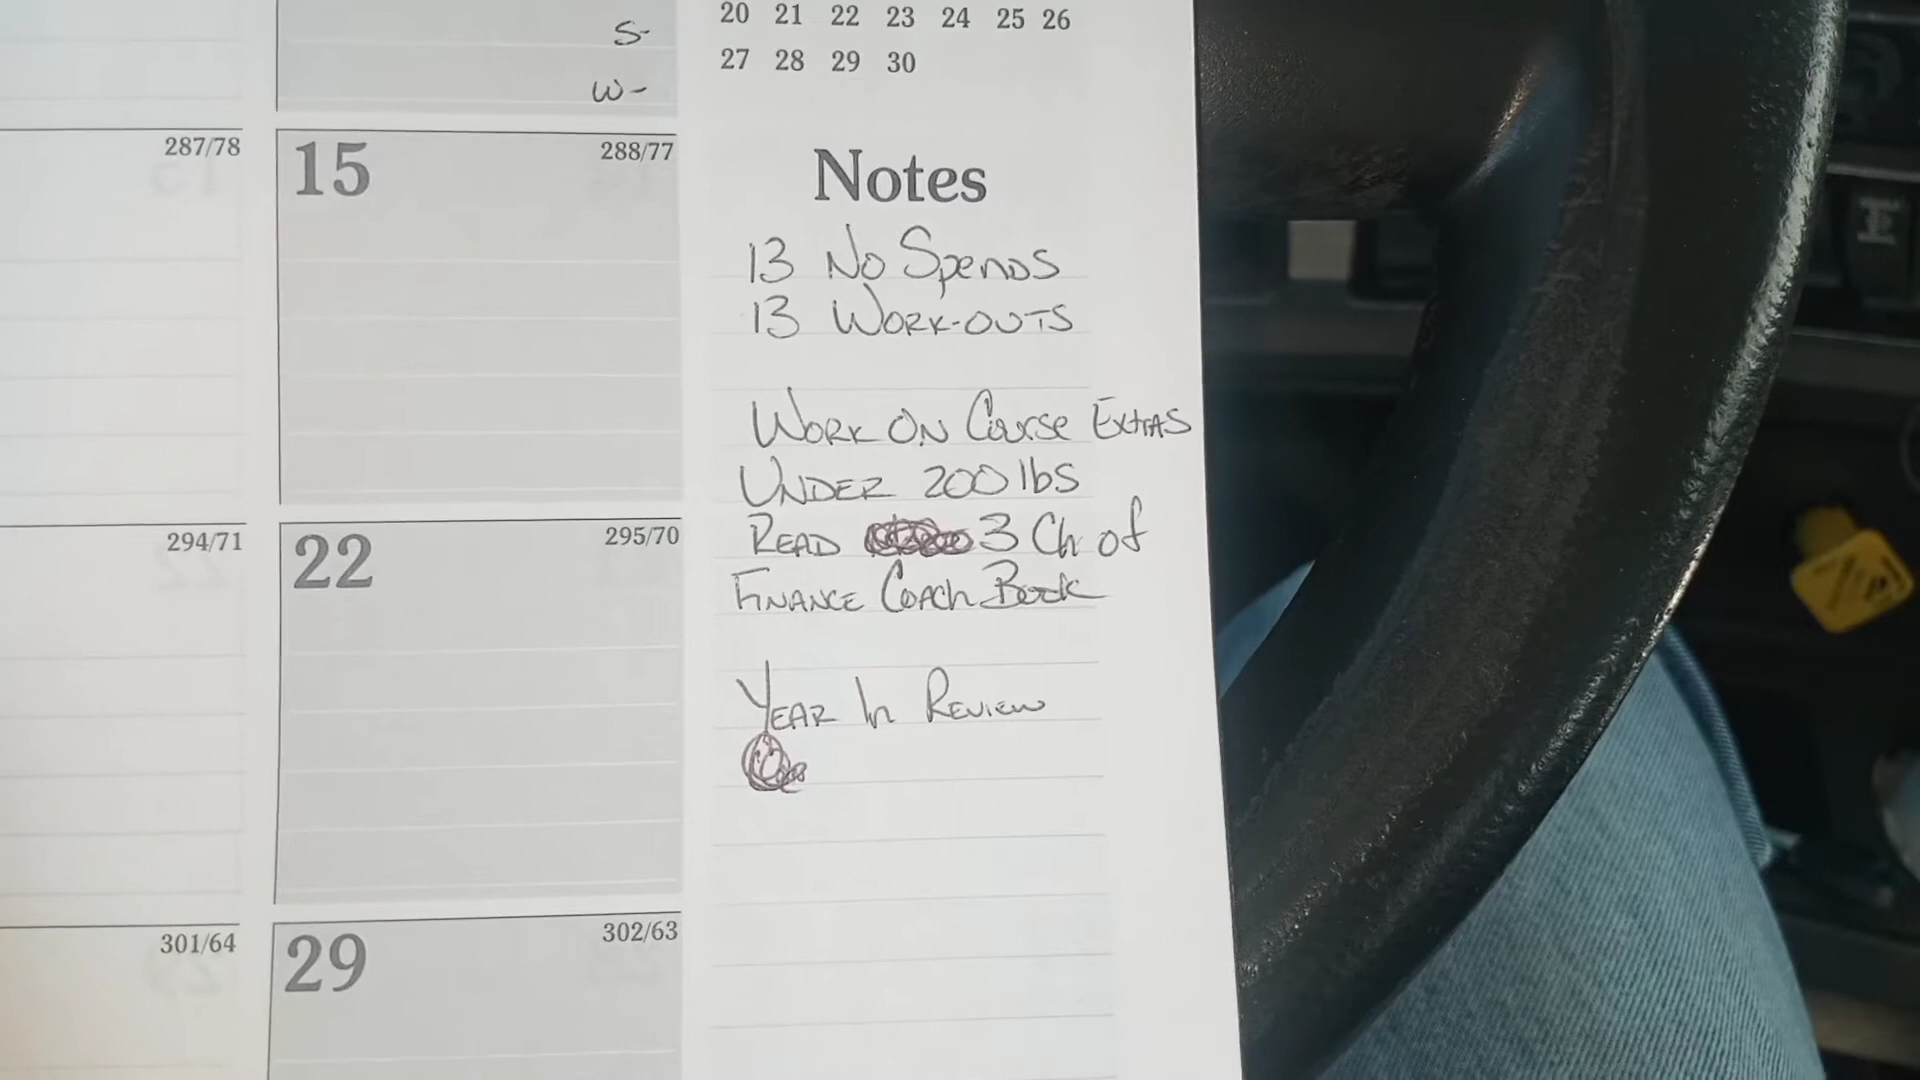 S-
W-
20 21 22 23 24 25 26
27 28 29 30
287/78
15 288/77
Notes
13 No Spends
13 Work-outs
Work On Course Extras
Under 200 lbs
Read 3 Ch of
Finance Coach Book
294/71
22 295/70
Year In Review
301/64
29 302/63